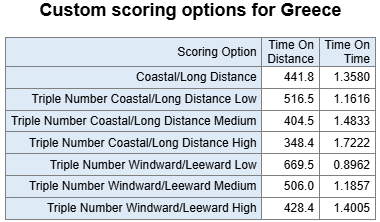 Custom scoring options for Greece
Scoring Option Time On Distance Time On Time
Coastal/Long Distance 441.8 1.3580
Triple Number Coastal/Long Distance Low 516.5 1.1616
Triple Number Coastal/Long Distance Medium 404.5 1.4833
Triple Number Coastal/Long Distance High 348.4 1.7222
Triple Number Windward/Leeward Low 669.5 0.8962
Triple Number Windward/Leeward Medium 506.0 1.1857
Triple Number Windward/Leeward High 428.4 1.4005